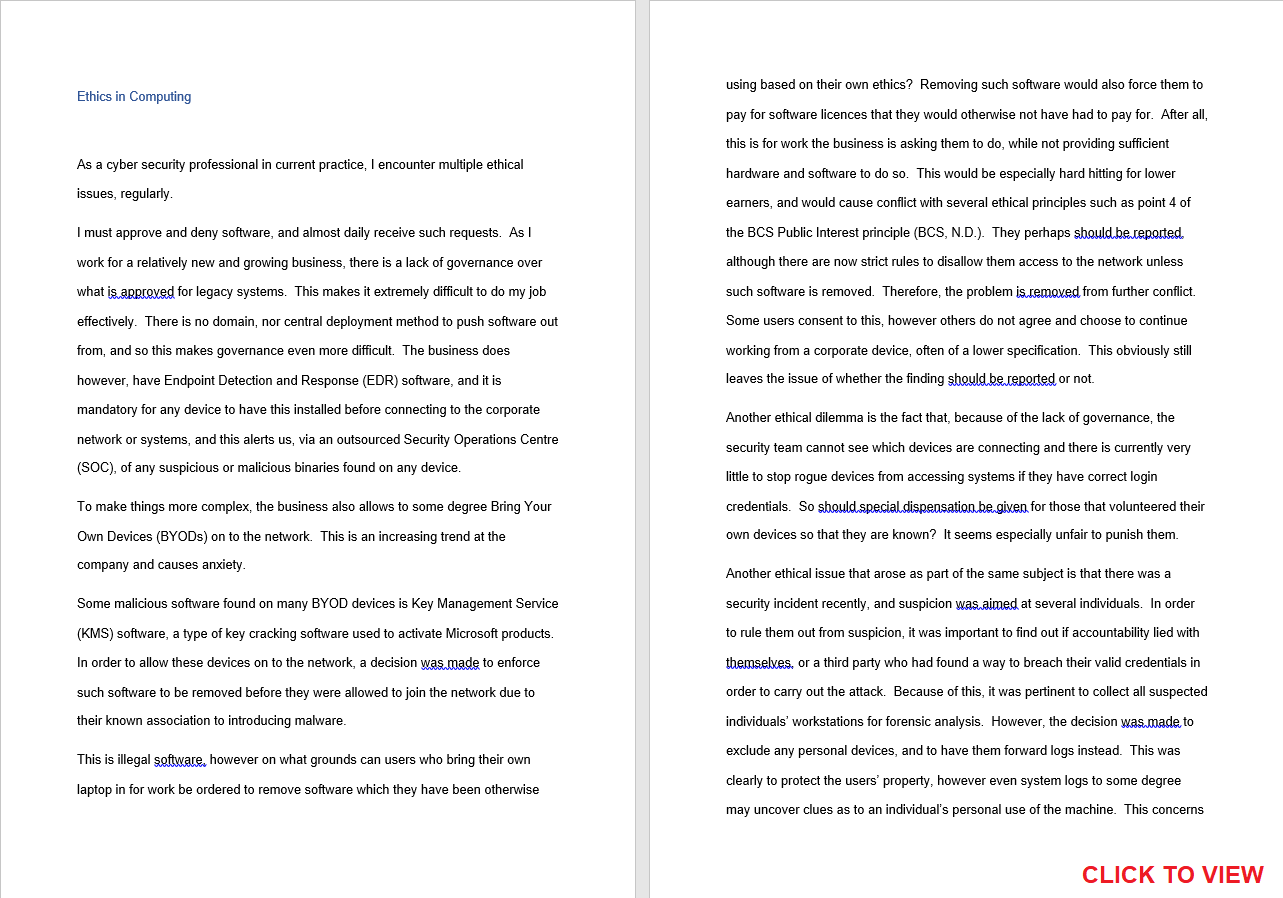 Ethics in Computing
As a cyber security professional in current practice, I encounter multiple ethical
issues, regularly.
I must approve and deny software, and almost daily receive such requests.  As I
work for a relatively new and growing business, there is a lack of governance over
what is approved for legacy systems.  This makes it extremely difficult to do my job
effectively.  There is no domain, nor central deployment method to push software out
from, and so this makes governance even more difficult.  The business does
however, have Endpoint Detection and Response (EDR) software, and it is
mandatory for any device to have this installed before connecting to the corporate
network or systems, and this alerts us, via an outsourced Security Operations Centre
(SOC), of any suspicious or malicious binaries found on any device.
To make things more complex, the business also allows to some degree Bring Your
Own Devices (BYODs) on to the network.  This is an increasing trend at the
company and causes anxiety.
Some malicious software found on many BYOD devices is Key Management Service
(KMS) software, a type of key cracking software used to activate Microsoft products.
In order to allow these devices on to the network, a decision was made to enforce
such software to be removed before they were allowed to join the network due to
their known association to introducing malware.
This is illegal software, however on what grounds can users who bring their own
laptop in for work be ordered to remove software which they have been otherwise
using based on their own ethics?  Removing such software would also force them to
pay for software licences that they would otherwise not have had to pay for.  After all,
this is for work the business is asking them to do, while not providing sufficient
hardware and software to do so.  This would be especially hard hitting for lower
earners, and would cause conflict with several ethical principles such as point 4 of
the BCS Public Interest principle (BCS, N.D.).  They perhaps should be reported,
although there are now strict rules to disallow them access to the network unless
such software is removed.  Therefore, the problem is removed from further conflict.
Some users consent to this, however others do not agree and choose to continue
working from a corporate device, often of a lower specification.  This obviously still
leaves the issue of whether the finding should be reported or not.
Another ethical dilemma is the fact that, because of the lack of governance, the
security team cannot see which devices are connecting and there is currently very
little to stop rogue devices from accessing systems if they have correct login
credentials.  So should special dispensation be given for those that volunteered their
own devices so that they are known?  It seems especially unfair to punish them.
Another ethical issue that arose as part of the same subject is that there was a
security incident recently, and suspicion was aimed at several individuals.  In order
to rule them out from suspicion, it was important to find out if accountability lied with
themselves, or a third party who had found a way to breach their valid credentials in
order to carry out the attack.  Because of this, it was pertinent to collect all suspected
individuals’ workstations for forensic analysis.  However, the decision was made to
exclude any personal devices, and to have them forward logs instead.  This was
clearly to protect the users’ property, however even system logs to some degree
may uncover clues as to an individual’s personal use of the machine.  This concerns
CLICK TO VIEW